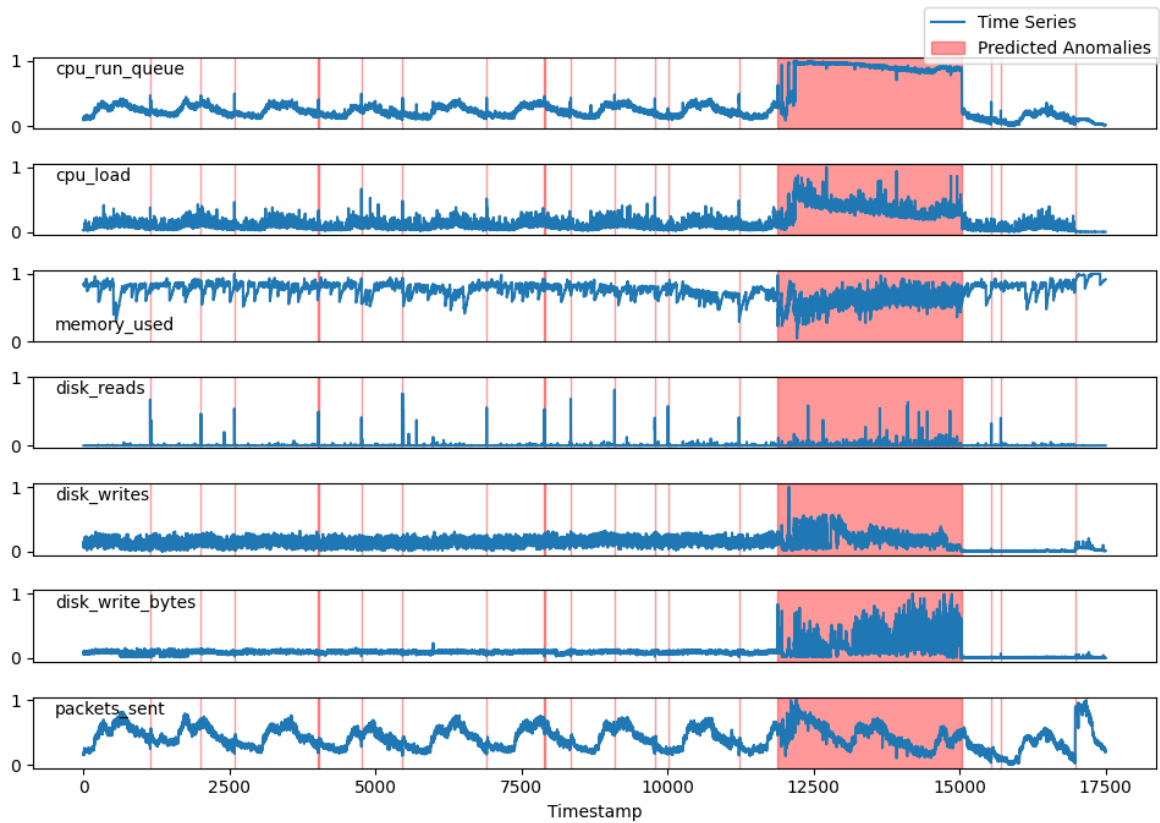 Time Series
Predicted Anomalies
1
cpu_run_queue
0
1
cpu_load
0
1
memory_used
0
1
disk_reads
0
1
disk_writes
0
1
disk_write_bytes
0
1
packets_sent
0
0 2500 5000 7500 10000 12500 15000 17500
Timestamp